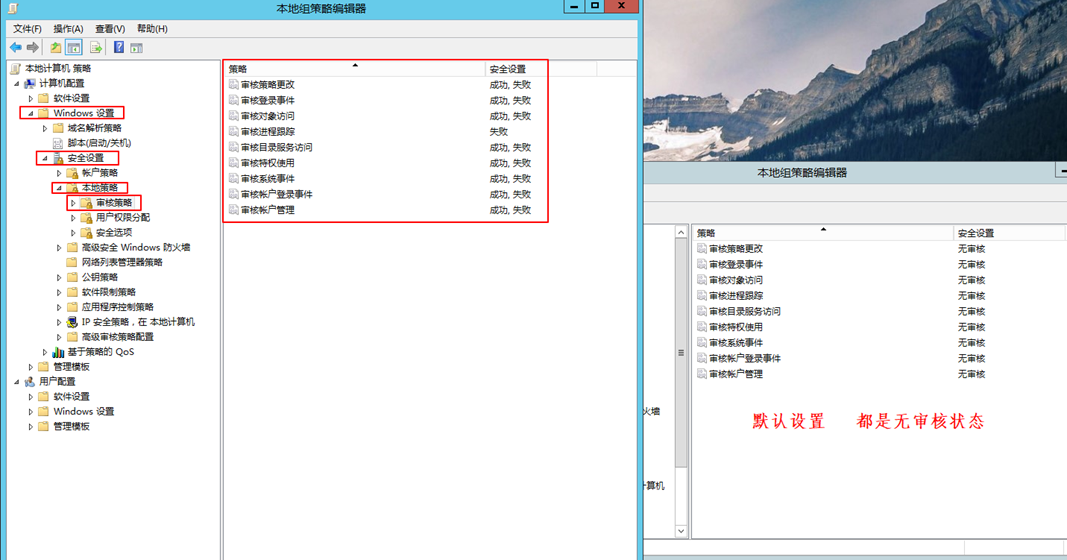 本地组策略编辑器
文件(F) 操作(A) 查看(V) 帮助(H)
本地计算机 策略
计算机配置
软件设置
Windows 设置
域名解析策略
脚本(启动/关机)
安全设置
帐户策略
本地策略
审核策略
用户权限分配
安全选项
高级安全 Windows 防火墙
网络列表管理器策略
公钥策略
软件限制策略
应用程序控制策略
IP 安全策略，在 本地计算机
高级审核策略配置
基于策略的 QoS
管理模板
用户配置
软件设置
Windows 设置
管理模板
策略 安全设置
审核策略更改 成功, 失败
审核登录事件 成功, 失败
审核对象访问 成功, 失败
审核进程跟踪 失败
审核目录服务访问 成功, 失败
审核特权使用 成功, 失败
审核系统事件 成功, 失败
审核帐户登录事件 成功, 失败
审核帐户管理 成功, 失败
本地组策略编辑器
火墙
计算机
策略 安全设置
审核策略更改 无审核
审核登录事件 无审核
审核对象访问 无审核
审核进程跟踪 无审核
审核目录服务访问 无审核
审核特权使用 无审核
审核系统事件 无审核
审核帐户登录事件 无审核
审核帐户管理 无审核
默认设置 都是无审核状态